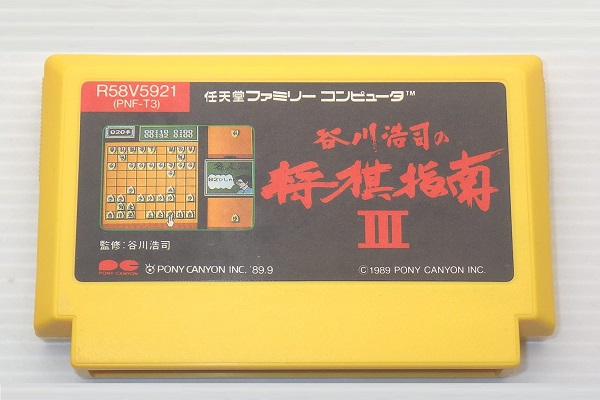 R58V5921
(PNF-T3)
任天堂 ファミリー コンピュータ™
谷川浩司の
将棋指南
III
監修:谷川浩司
PONY CANYON
PONY CANYON INC. '89.9
©1989 PONY CANYON INC.